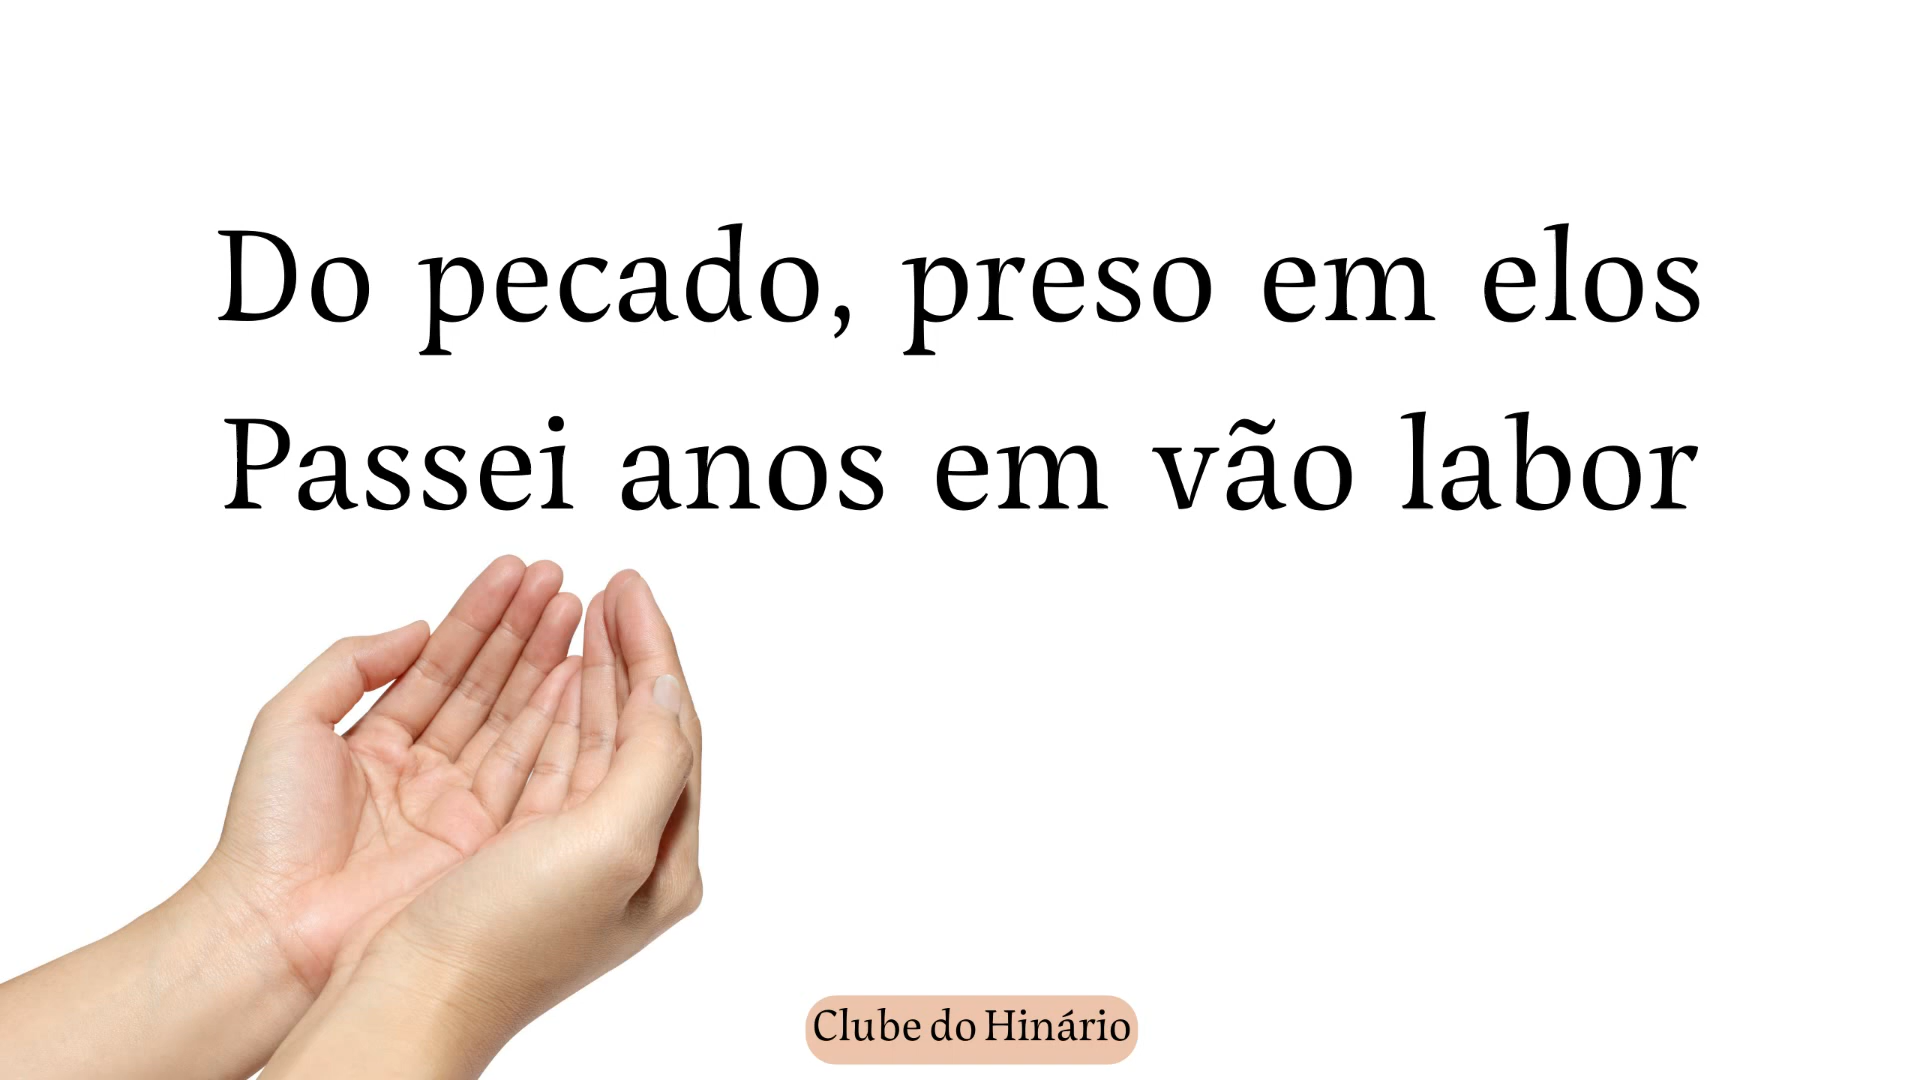 Do pecado, preso em elos
Passei anos em vão labor
Clube do Hinário